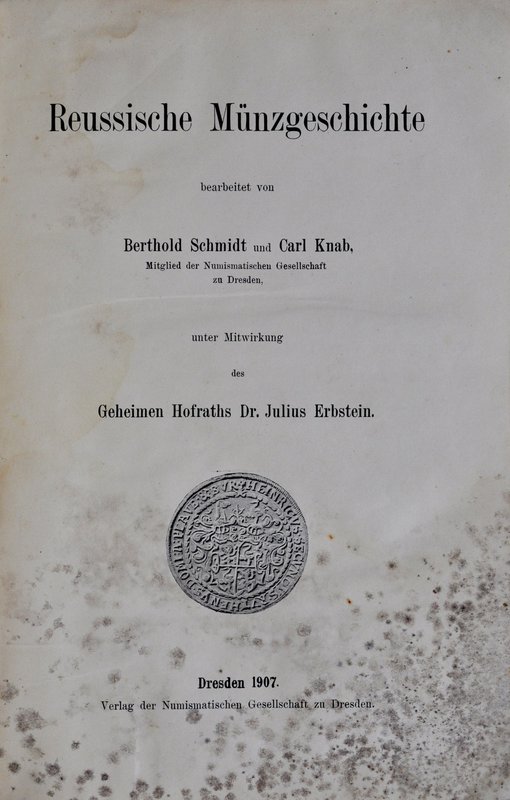 Reussische Münzgeschichte
bearbeitet von
Berthold Schmidt und Carl Knab,
Mitglied der Numismatischen Gesellschaft
zu Dresden,
unter Mitwirkung
des
Geheimen Hofraths Dr. Julius Erbstein.
Dresden 1907.
Verlag der Numismatischen Gesellschaft zu Dresden.